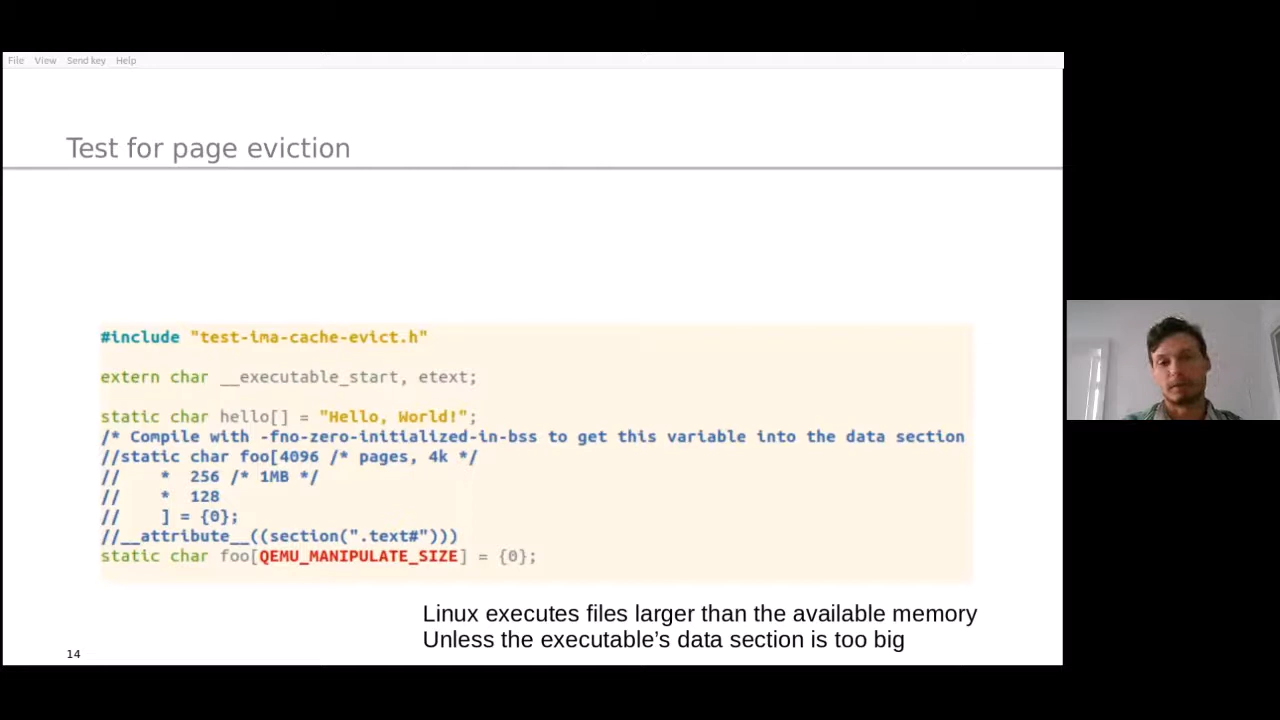 File View Send key Help
Test for page eviction
#include "test-ima-cache-evict.h"
extern char __executable_start, etext;
static char hello[] = "Hello, World!";
/* Compile with -fno-zero-initialized-in-bss to get this variable into the data section
//static char foo[4096 /* pages, 4k */
//    *  256 /* 1MB */
//    *  128
//    ] = {0};
//__attribute__((section(".text#")))
static char foo[QEMU_MANIPULATE_SIZE] = {0};
Linux executes files larger than the available memory
Unless the executable's data section is too big
14